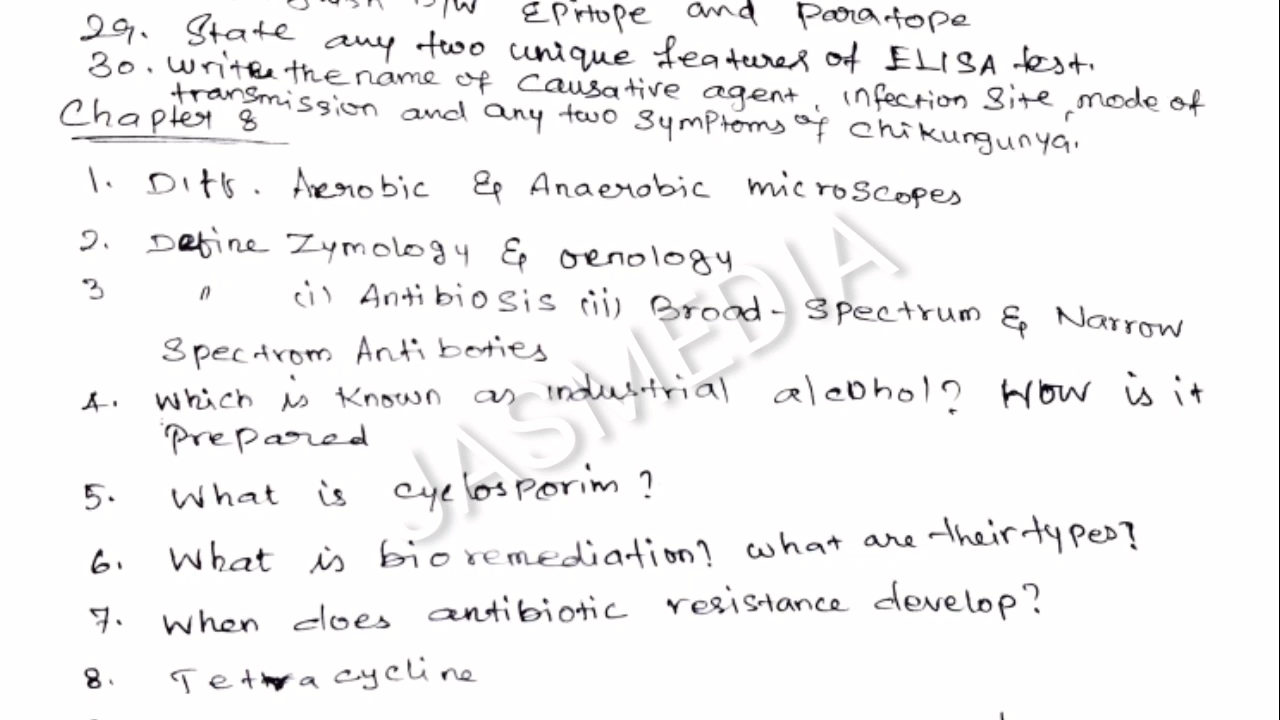 B/W Epitope and Paratope
29. State any two unique features of ELISA test.
30. Write the name of Causative agent, infection Site, mode of
transmission and any two Symptoms of Chikungunya.
Chapter 8
1. Diff. Aerobic & Anaerobic microscopes
2. Define Zymology & oenology
3 " (i) Antibiosis (ii) Broad-Spectrum & Narrow
Spectrom Antiboties
4. Which is Known as industrial alcohol? How is it
Prepared
5. What is cyclosporim?
6. What is bioremediation? what are their types?
7. When does antibiotic resistance develop?
8. Tetracycline
JASMEDIA